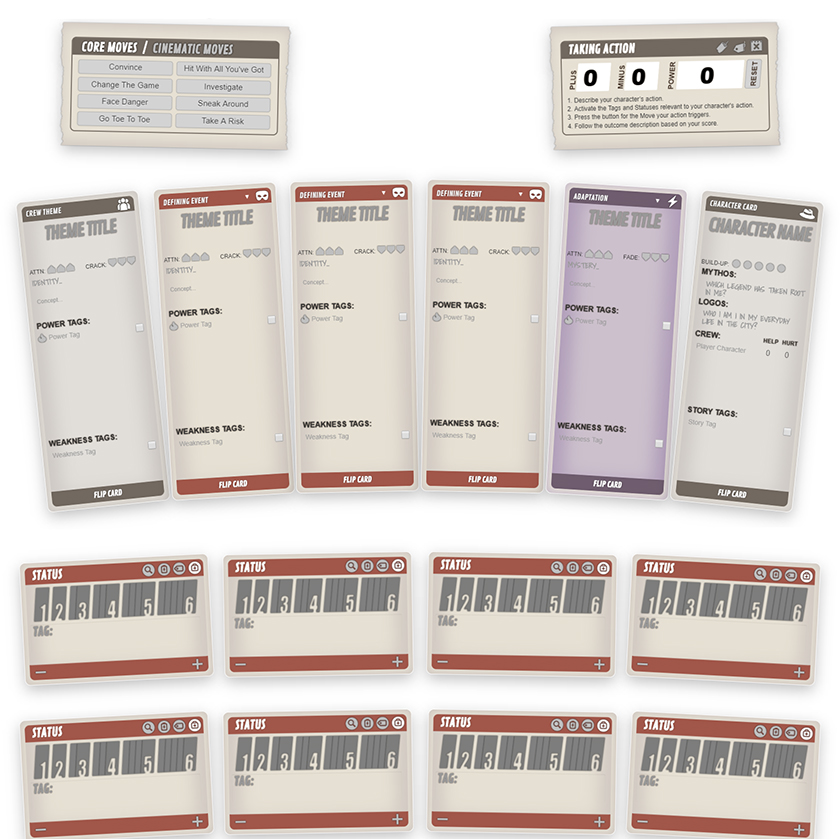 CORE MOVES / CINEMATIC MOVES
Convince
Hit With All You've Got
Change The Game
Investigate
Face Danger
Sneak Around
Go Toe To Toe
Take A Risk
TAKING ACTION
PLUS 0 MINUS 0 POWER 0 RESET
1. Describe your character's action.
2. Activate the Tags and Statuses relevant to your character's action.
3. Press the button for the Move your action triggers.
4. Follow the outcome description based on your score.
CREW THEME
THEME TITLE
ATTN: CRACK:
IDENTITY...
Concept...
POWER TAGS:
Power Tag
WEAKNESS TAGS:
Weakness Tag
FLIP CARD
DEFINING EVENT
THEME TITLE
ATTN: CRACK:
IDENTITY...
Concept...
POWER TAGS:
Power Tag
WEAKNESS TAGS:
Weakness Tag
FLIP CARD
DEFINING EVENT
THEME TITLE
ATTN: CRACK:
IDENTITY...
Concept...
POWER TAGS:
Power Tag
WEAKNESS TAGS:
Weakness Tag
FLIP CARD
DEFINING EVENT
THEME TITLE
ATTN: CRACK:
IDENTITY...
Concept...
POWER TAGS:
Power Tag
WEAKNESS TAGS:
Weakness Tag
FLIP CARD
ADAPTATION
THEME TITLE
ATTN: FADE:
MYSTERY...
Concept...
POWER TAGS:
Power Tag
WEAKNESS TAGS:
Weakness Tag
FLIP CARD
CHARACTER CARD
CHARACTER NAME
BUILD-UP
MYTHOS:
WHICH LEGEND HAS TAKEN ROOT
IN ME?
LOGOS:
WHO I AM I IN MY EVERYDAY
LIFE IN THE CITY?
CREW: HELP HURT
Player Character 0 0
STORY TAGS:
Story Tag
FLIP CARD
STATUS
1 2 3 4 5 6
TAG:
− +
STATUS
1 2 3 4 5 6
TAG:
− +
STATUS
1 2 3 4 5 6
TAG:
− +
STATUS
1 2 3 4 5 6
TAG:
− +
STATUS
1 2 3 4 5 6
TAG:
− +
STATUS
1 2 3 4 5 6
TAG:
− +
STATUS
1 2 3 4 5 6
TAG:
− +
STATUS
1 2 3 4 5 6
TAG:
− +